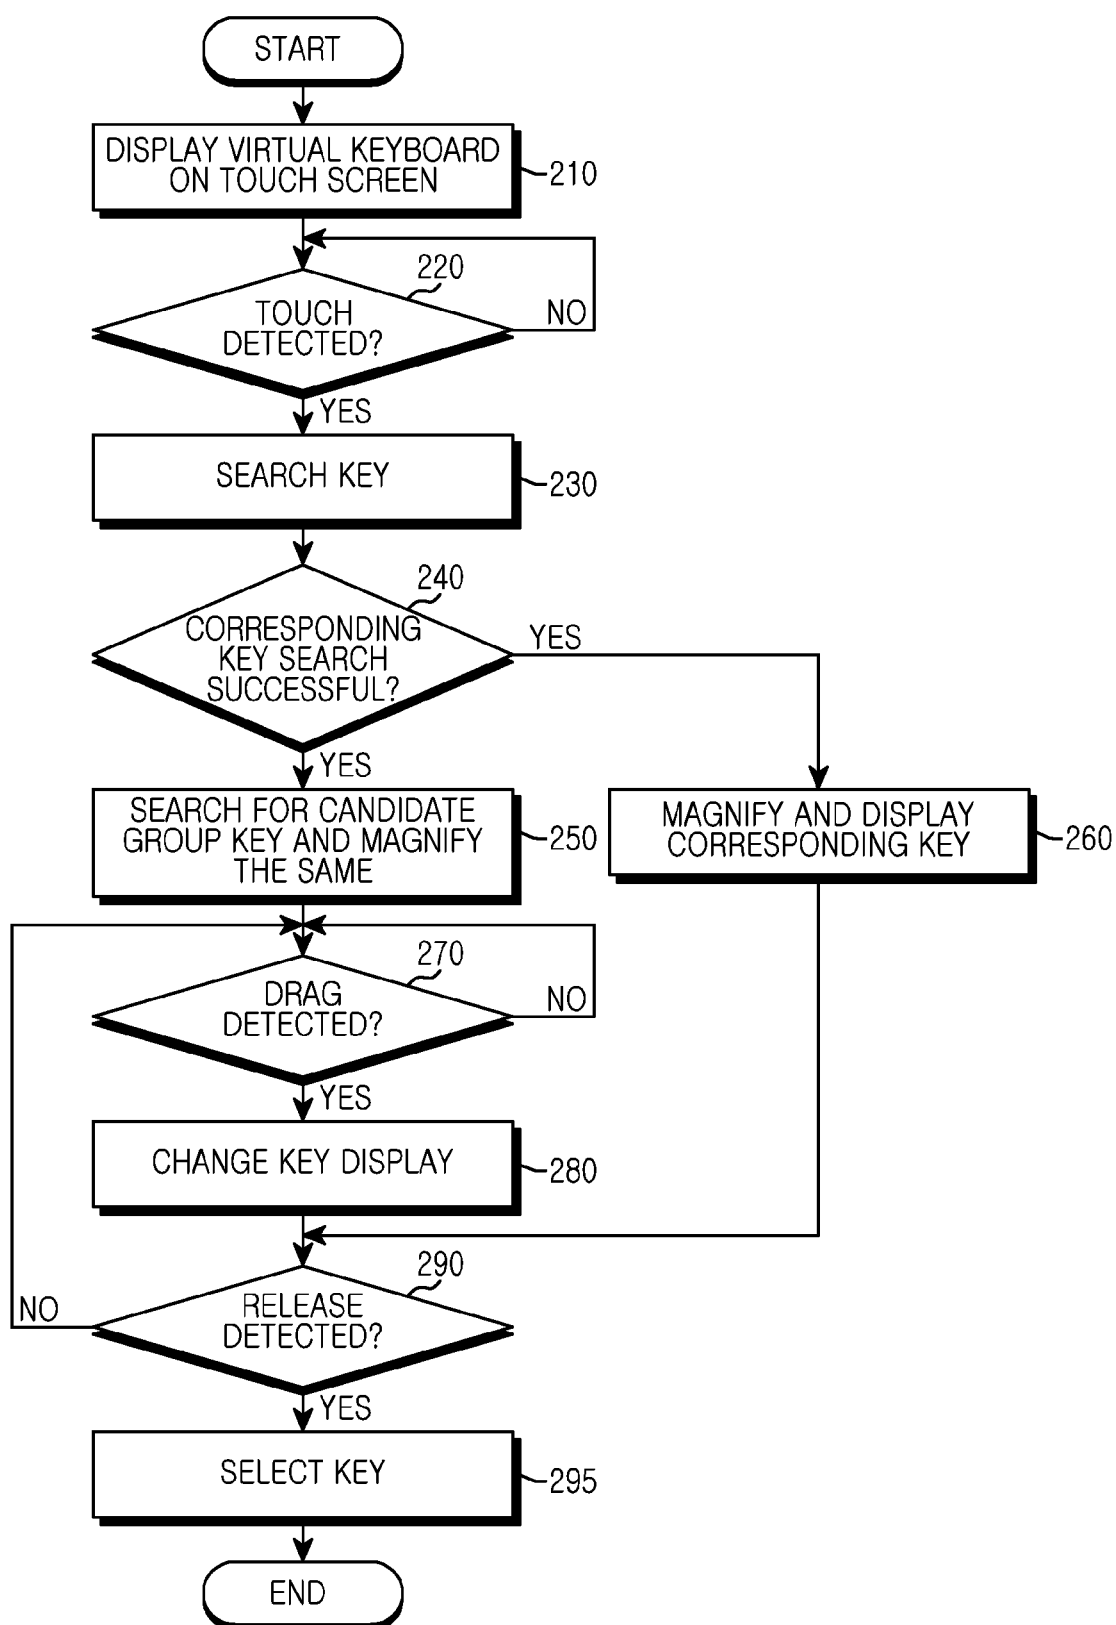 START
DISPLAY VIRTUAL KEYBOARD
ON TOUCH SCREEN
210
220
TOUCH
DETECTED?
NO
YES
SEARCH KEY
230
240
CORRESPONDING
KEY SEARCH
SUCCESSFUL?
YES
YES
SEARCH FOR CANDIDATE
GROUP KEY AND MAGNIFY
THE SAME
250
MAGNIFY AND DISPLAY
CORRESPONDING KEY
260
270
DRAG
DETECTED?
NO
YES
CHANGE KEY DISPLAY
280
290
RELEASE
DETECTED?
NO
YES
SELECT KEY
295
END